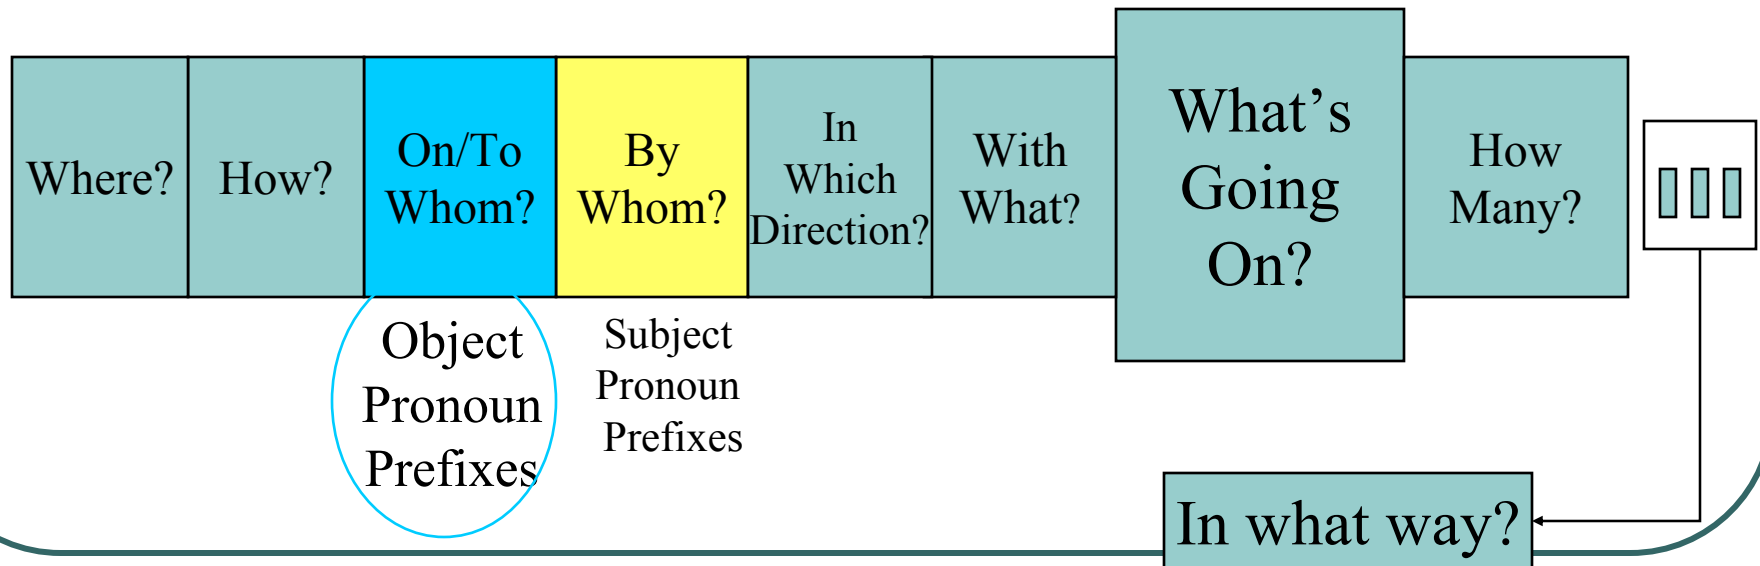 Where?
How?
On/To
Whom?
By
Whom?
In
Which
Direction?
With
What?
What's
Going
On?
How
Many?
Object
Pronoun
Prefixes
Subject
Pronoun
Prefixes
In what way?